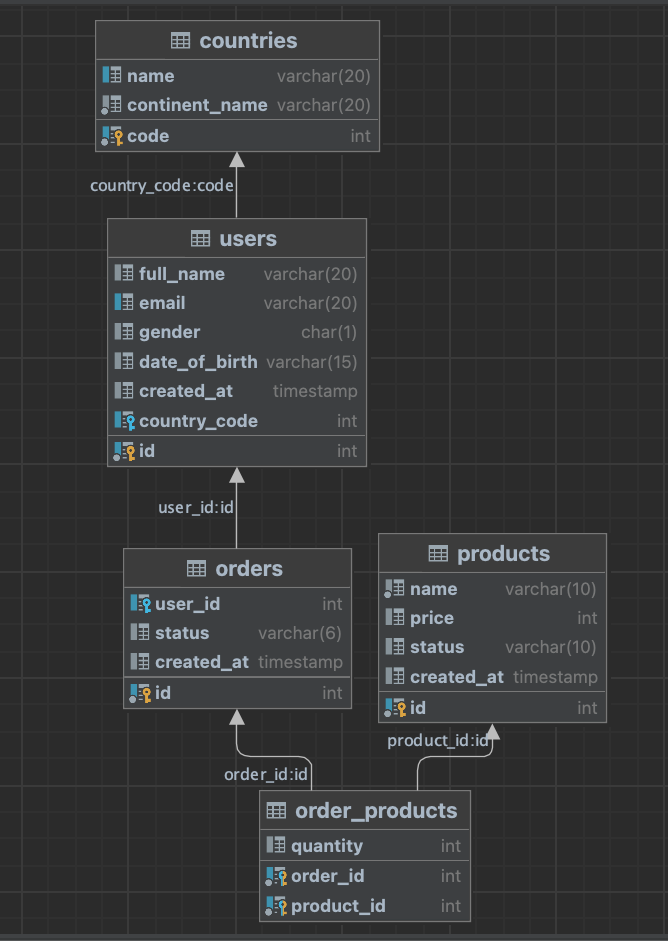 countries
name varchar(20)
continent_name varchar(20)
code int
country_code:code
users
full_name varchar(20)
email varchar(20)
gender char(1)
date_of_birth varchar(15)
created_at timestamp
country_code int
id int
user_id:id
orders
user_id int
status varchar(6)
created_at timestamp
id int
products
name varchar(10)
price int
status varchar(10)
created_at timestamp
id int
order_id:id
product_id:id
order_products
quantity int
order_id int
product_id int